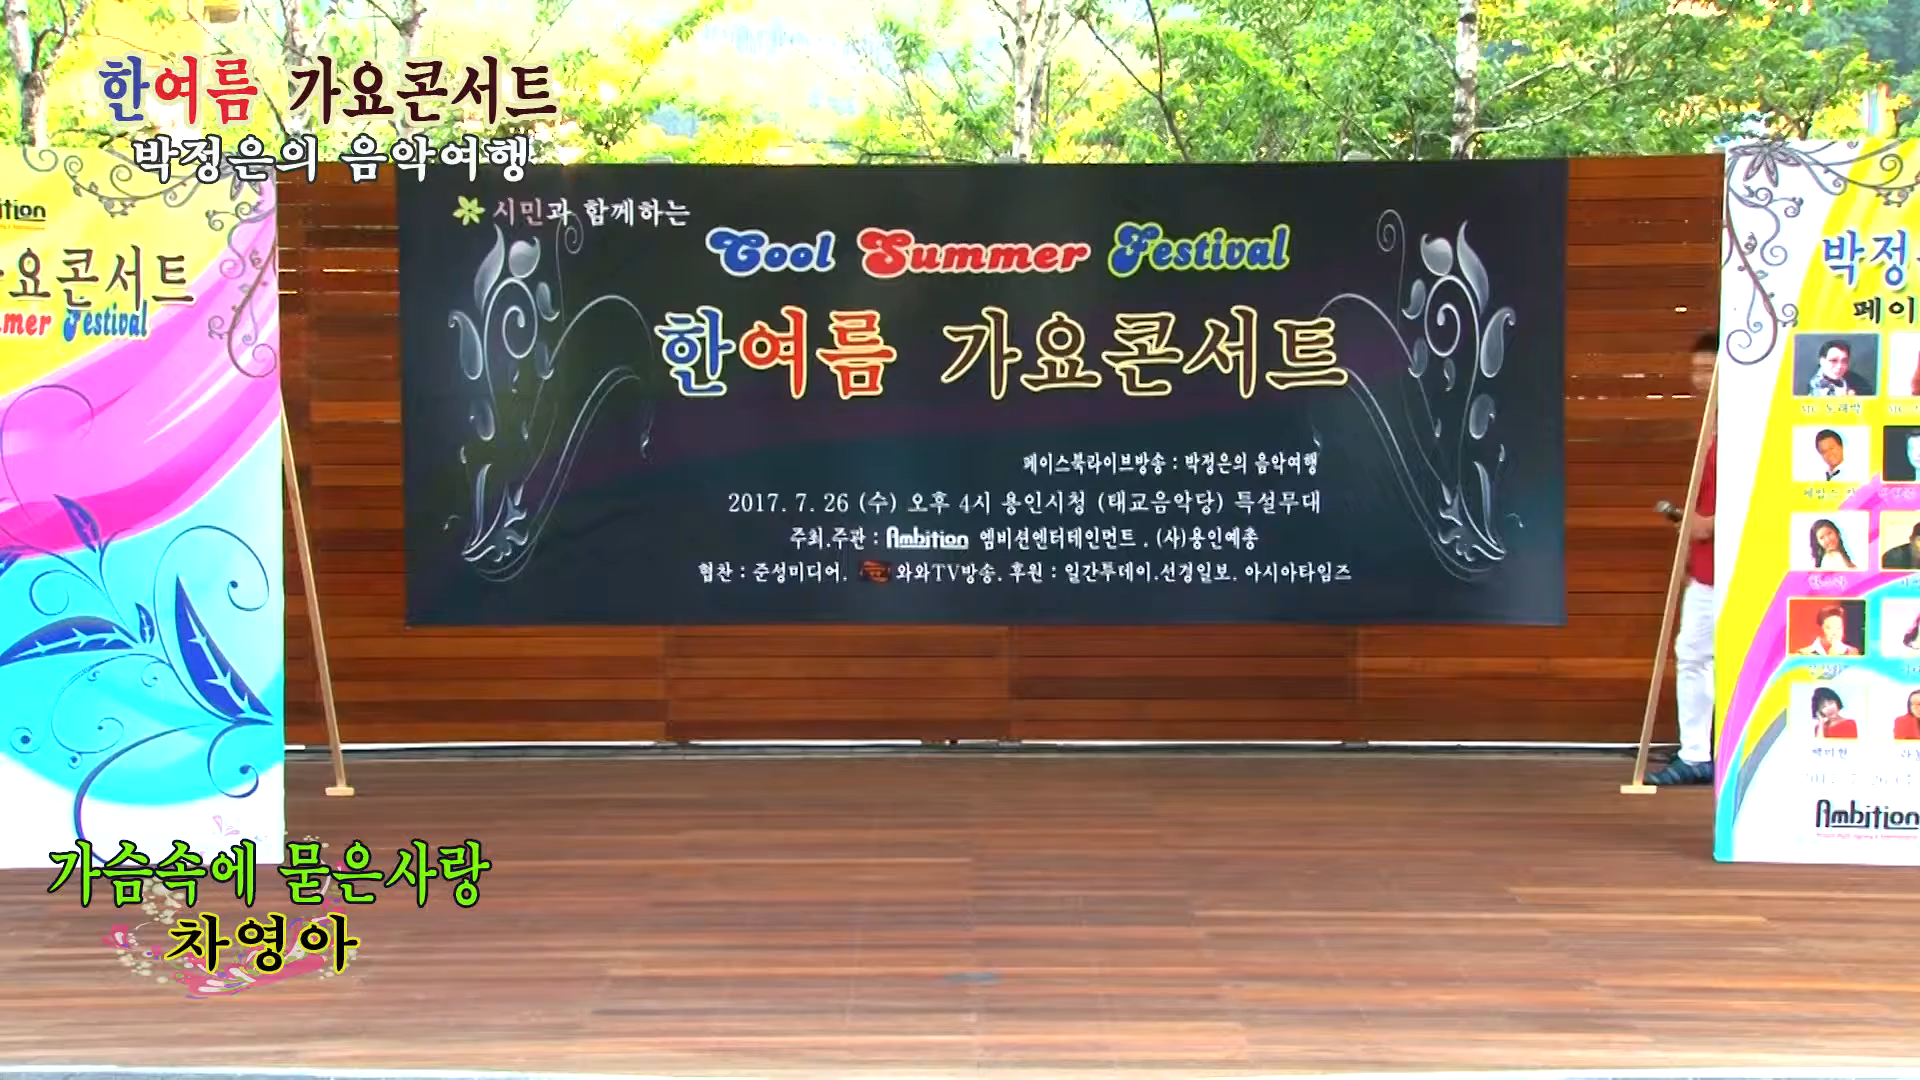 한여름 가요콘서트
박정은의 음악여행
시민과 함께하는
Cool Summer Festival
한여름 가요콘서트
페이스북라이브방송 : 박정은의 음악여행
2017. 7. 26 (수) 오후 4시 용인시청 (태교음악당) 특설무대
주최.주관 : Ambition 엠비션엔터테인먼트 . (사)용인예총
협찬 : 준성미디어. 와와TV방송. 후원 : 일간투데이.선경일보. 아시아타임즈
요콘서트
Festival
박정
페이
백미현
Ambition
가슴속에 묻은사랑
차영아